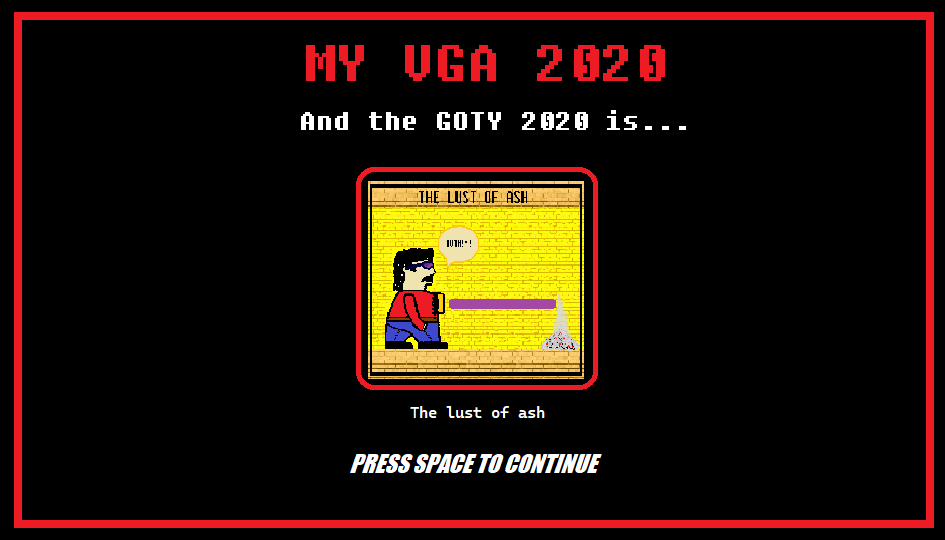 MY VGA 2020
And the GOTY 2020 is...
THE LUST OF ASH
The lust of ash
PRESS SPACE TO CONTINUE